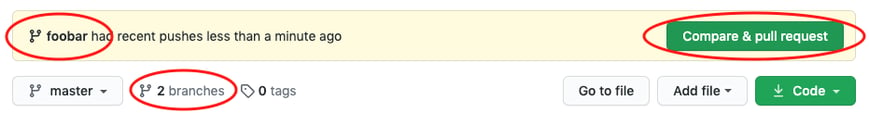 foobar had recent pushes less than a minute ago Compare & pull request
master 2 branches 0 tags Go to file Add file Code